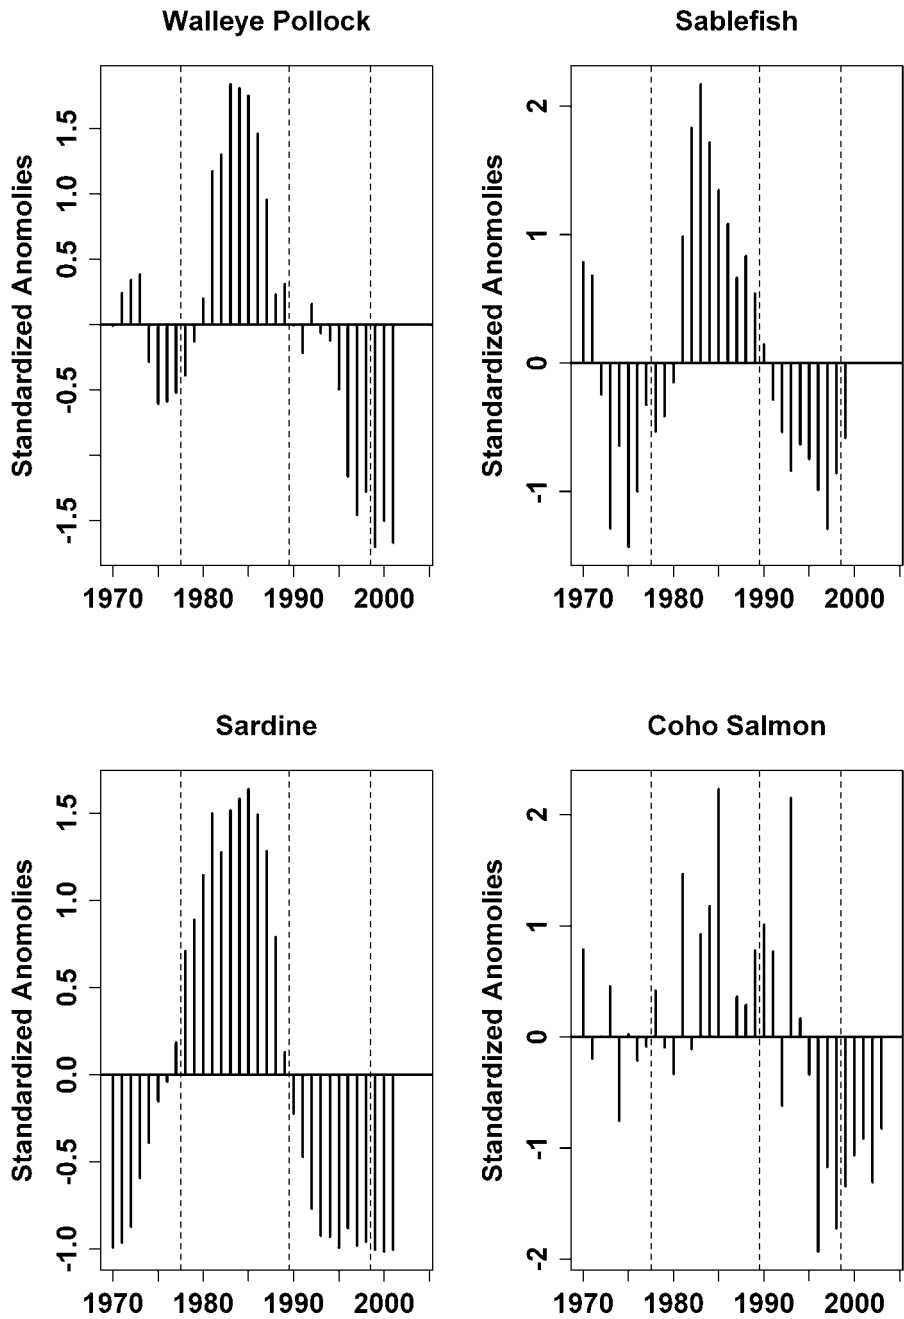 Walleye Pollock
Standardized Anomolies
1.5
1.0
0.5
-0.5
-1.5
1970 1980 1990 2000
Sablefish
Standardized Anomolies
2
1
0
-1
1970 1980 1990 2000
Sardine
Standardized Anomolies
1.5
1.0
0.5
0.0
-0.5
-1.0
1970 1980 1990 2000
Coho Salmon
Standardized Anomolies
2
1
0
-1
-2
1970 1980 1990 2000